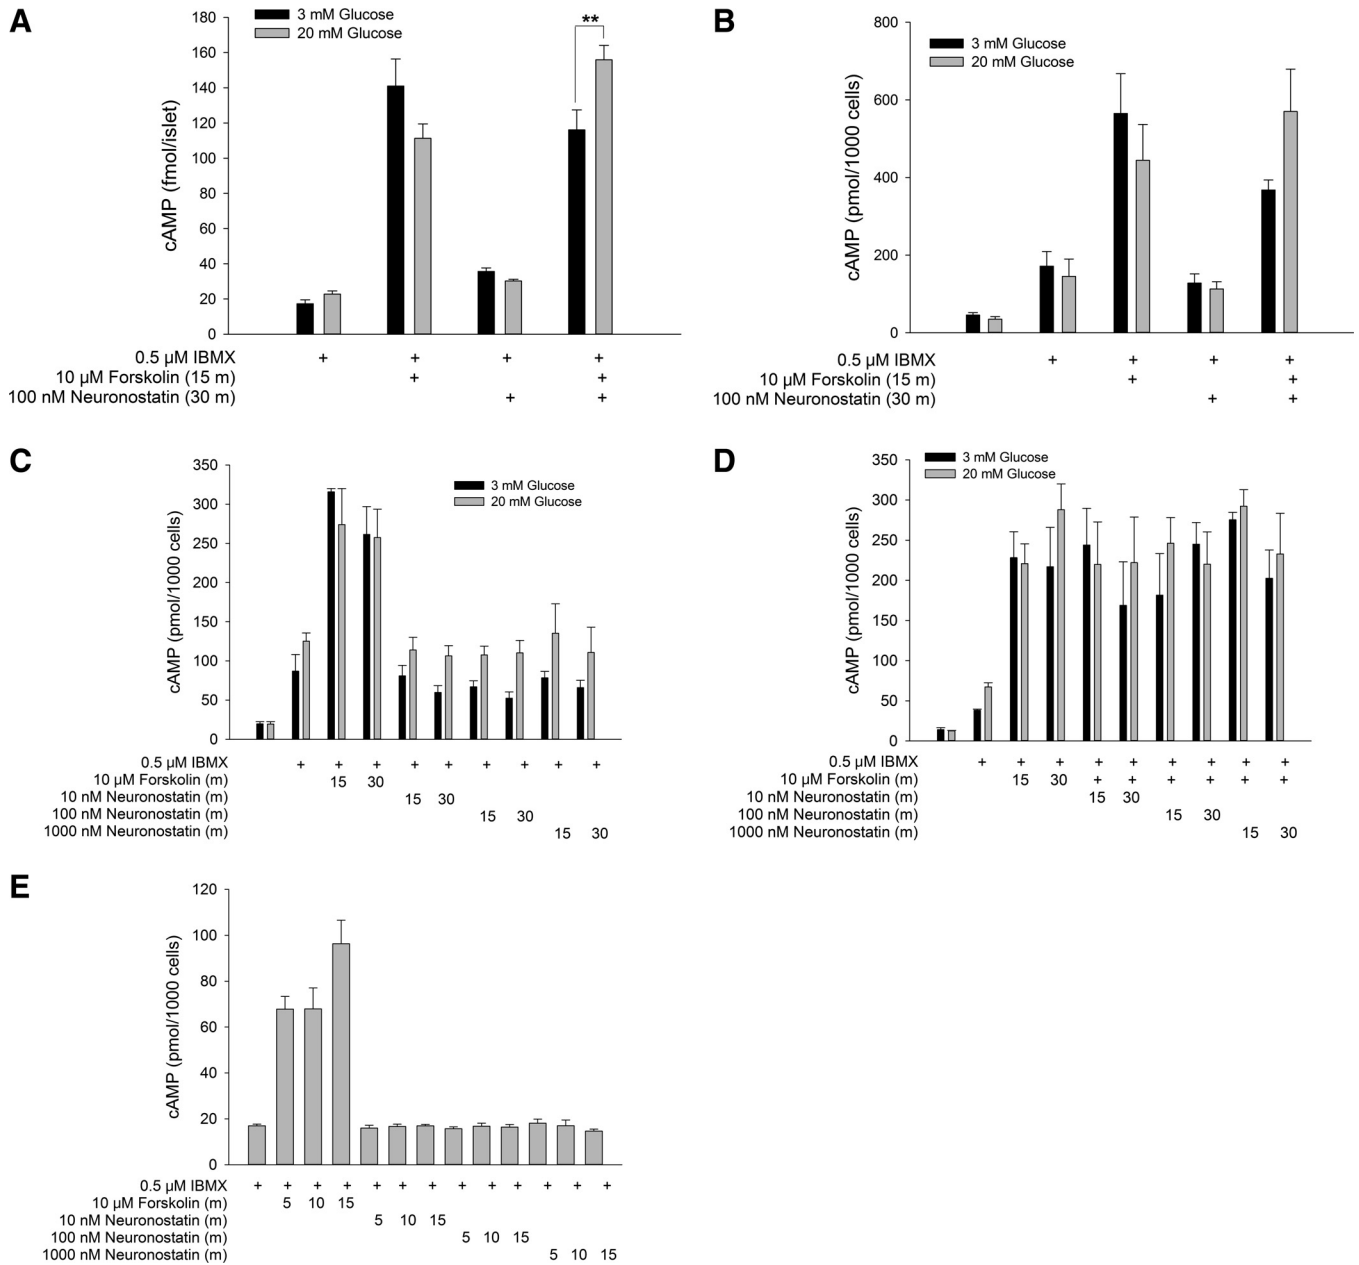 A
180
160
140
120
100
80
60
40
20
0
cAMP (fmol/islet)
3 mM Glucose
20 mM Glucose
**
0.5 µM IBMX + + + +
10 µM Forskolin (15 m) + +
100 nM Neuronostatin (30 m) + +
B
800
600
400
200
0
cAMP (pmol/1000 cells)
3 mM Glucose
20 mM Glucose
0.5 µM IBMX + + + +
10 µM Forskolin (15 m) + +
100 nM Neuronostatin (30 m) + +
C
350
300
250
200
150
100
50
0
cAMP (pmol/1000 cells)
3 mM Glucose
20 mM Glucose
0.5 µM IBMX + + + + + + + + +
10 µM Forskolin (m) 15 30
10 nM Neuronostatin (m) 15 30
100 nM Neuronostatin (m) 15 30
1000 nM Neuronostatin (m) 15 30
D
350
300
250
200
150
100
50
0
cAMP (pmol/1000 cells)
3 mM Glucose
20 mM Glucose
0.5 µM IBMX + + + + + + + + +
10 µM Forskolin (m) 15 30 + + + + + +
10 nM Neuronostatin (m) 15 30
100 nM Neuronostatin (m) 15 30
1000 nM Neuronostatin (m) 15 30
E
120
100
80
60
40
20
0
cAMP (pmol/1000 cells)
0.5 µM IBMX + + + + + + + + + + + + +
10 µM Forskolin (m) 5 10 15
10 nM Neuronostatin (m) 5 10 15
100 nM Neuronostatin (m) 5 10 15
1000 nM Neuronostatin (m) 5 10 15